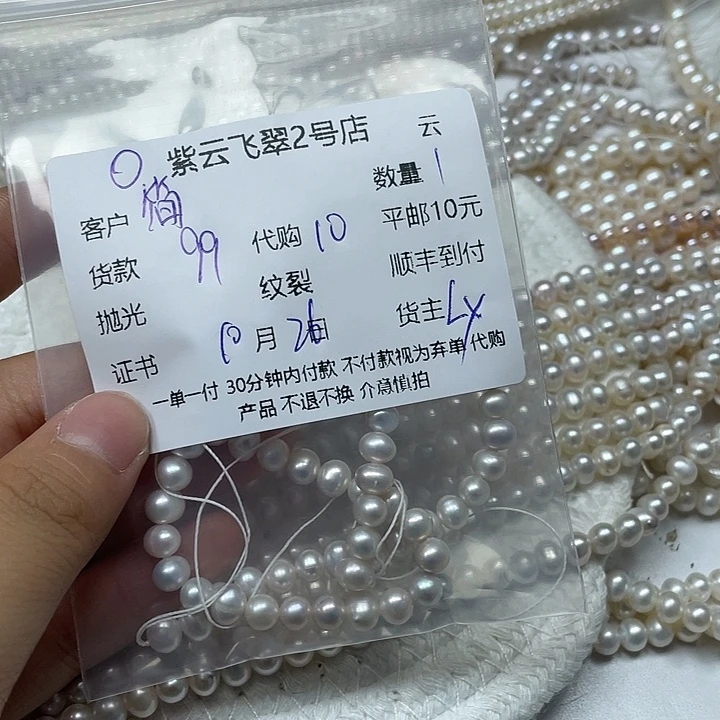 紫云飞翠2号店 云
客户 数量 1
货款 99 代购 10 平邮10元
抛光 纹裂 顺丰到付
证书 10月26日 货主 Ly
一单一付 30分钟内付款 不付款视为弃单 代购
产品 不退不换 介意慎拍